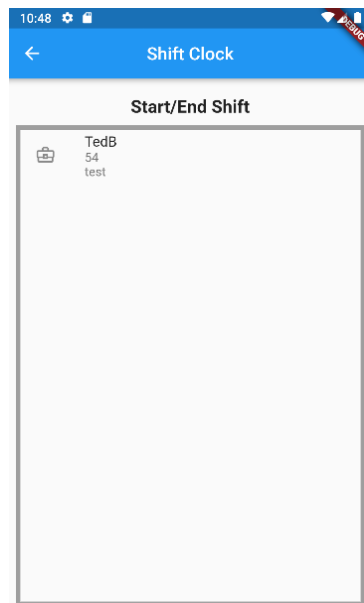 10:48
DEBUG
Shift Clock
Start/End Shift
TedB
54
test